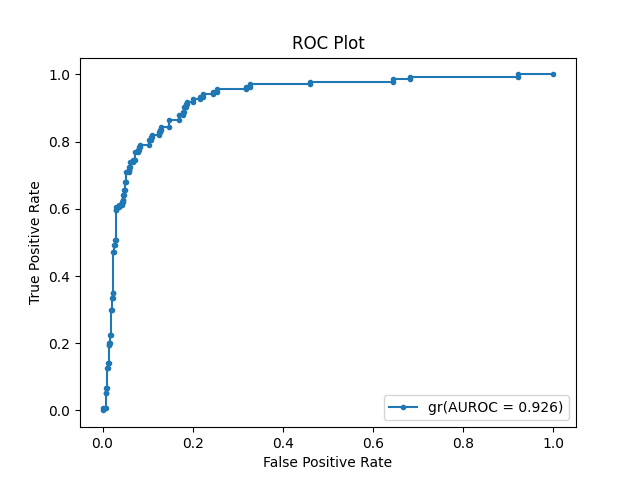 ROC Plot
1.0
0.8
0.6
0.4
0.2
0.0
True Positive Rate
gr(AUROC = 0.926)
0.0 0.2 0.4 0.6 0.8 1.0
False Positive Rate